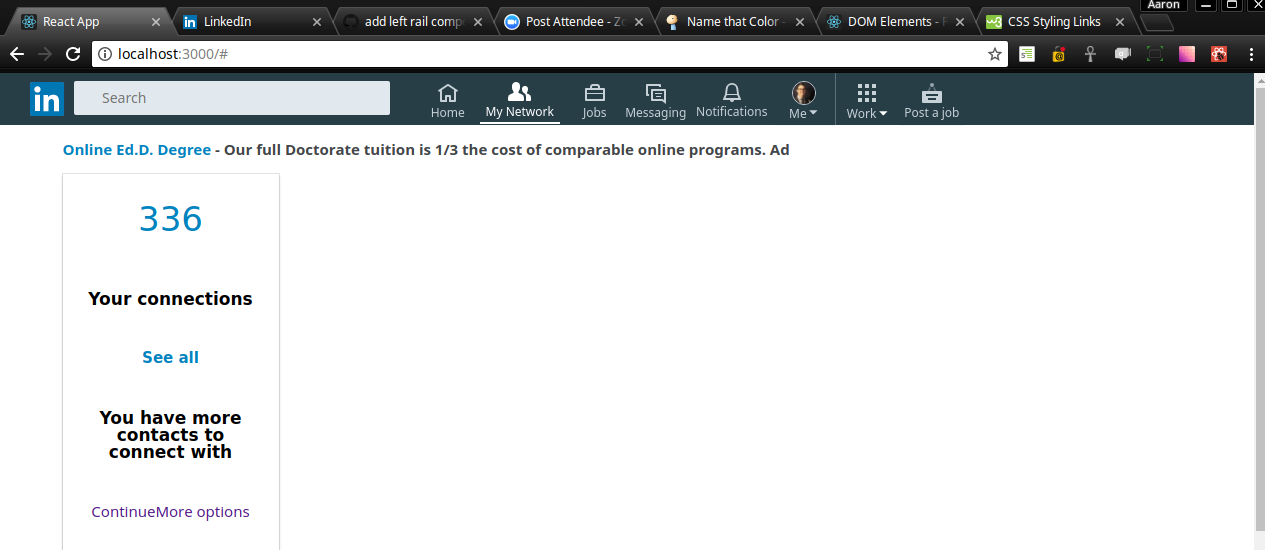 Aaron
React App
LinkedIn
add left rail comp
Post Attendee - Zo
Name that Color -
DOM Elements - R
CSS Styling Links
localhost:3000/#
in
Search
Home
My Network
Jobs
Messaging
Notifications
Me
Work
Post a job
Online Ed.D. Degree - Our full Doctorate tuition is 1/3 the cost of comparable online programs. Ad
336
Your connections
See all
You have more
contacts to
connect with
ContinueMore options